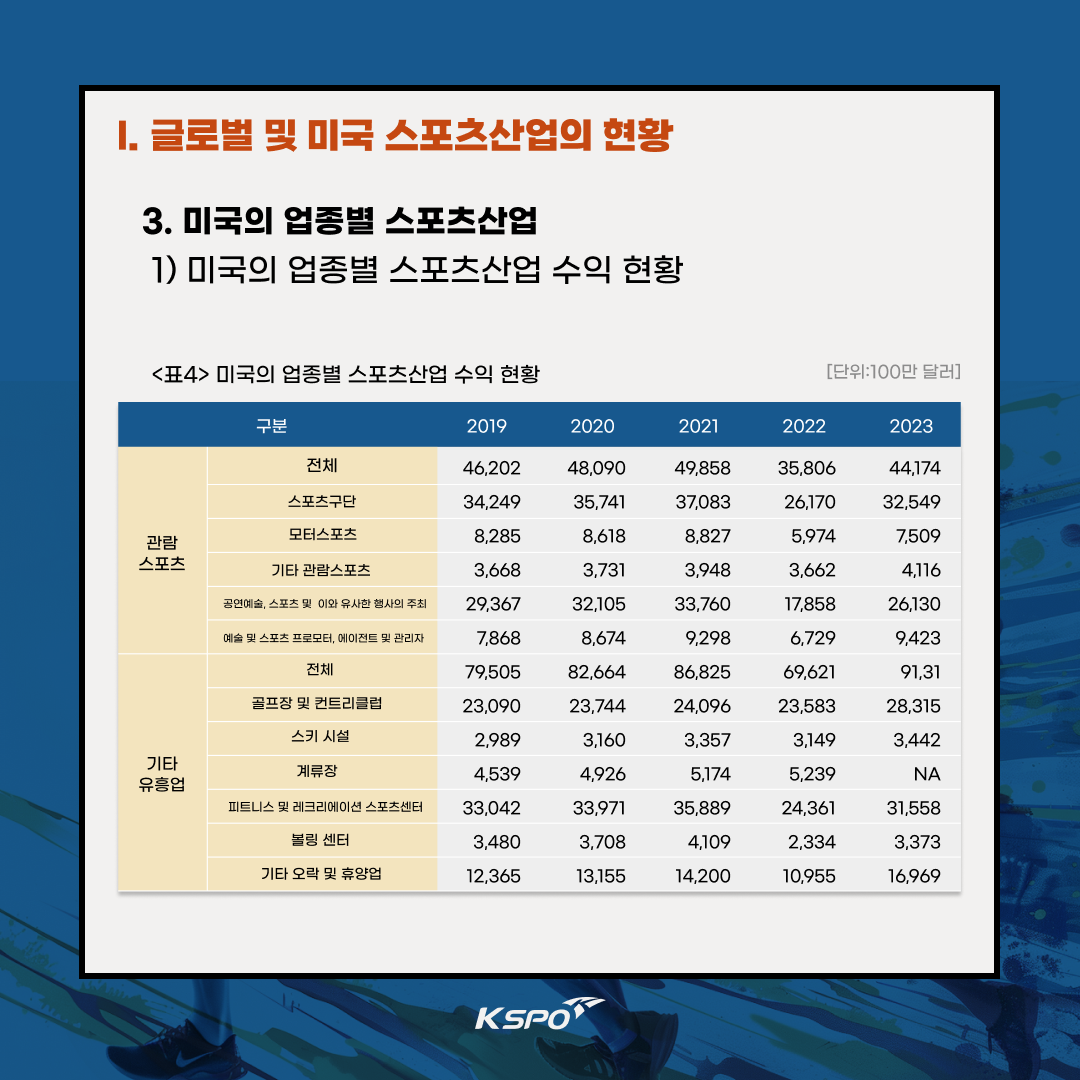 I. 글로벌 및 미국 스포츠산업의 현황
3. 미국의 업종별 스포츠산업
1) 미국의 업종별 스포츠산업 수익 현황
<표4> 미국의 업종별 스포츠산업 수익 현황 [단위:100만 달러]
구분 2019 2020 2021 2022 2023
관람 스포츠
전체 46,202 48,090 49,858 35,806 44,174
스포츠구단 34,249 35,741 37,083 26,170 32,549
모터스포츠 8,285 8,618 8,827 5,974 7,509
기타 관람스포츠 3,668 3,731 3,948 3,662 4,116
공연예술, 스포츠 및 이와 유사한 행사의 주최 29,367 32,105 33,760 17,858 26,130
예술 및 스포츠 프로모터, 에이전트 및 관리자 7,868 8,674 9,298 6,729 9,423
기타 유흥업
전체 79,505 82,664 86,825 69,621 91,31
골프장 및 컨트리클럽 23,090 23,744 24,096 23,583 28,315
스키 시설 2,989 3,160 3,357 3,149 3,442
계류장 4,539 4,926 5,174 5,239 NA
피트니스 및 레크리에이션 스포츠센터 33,042 33,971 35,889 24,361 31,558
볼링 센터 3,480 3,708 4,109 2,334 3,373
기타 오락 및 휴양업 12,365 13,155 14,200 10,955 16,969
KSPO